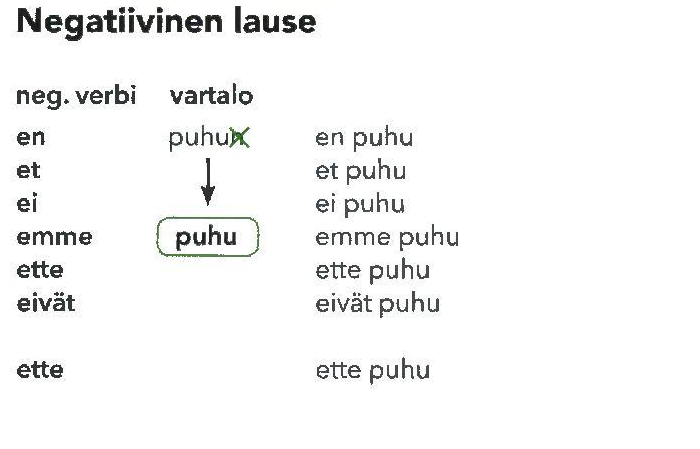 Negatiivinen lause
neg. verbi vartalo
en puhun en puhu
et et puhu
ei ei puhu
emme puhu emme puhu
ette ette puhu
eivät eivät puhu
ette ette puhu